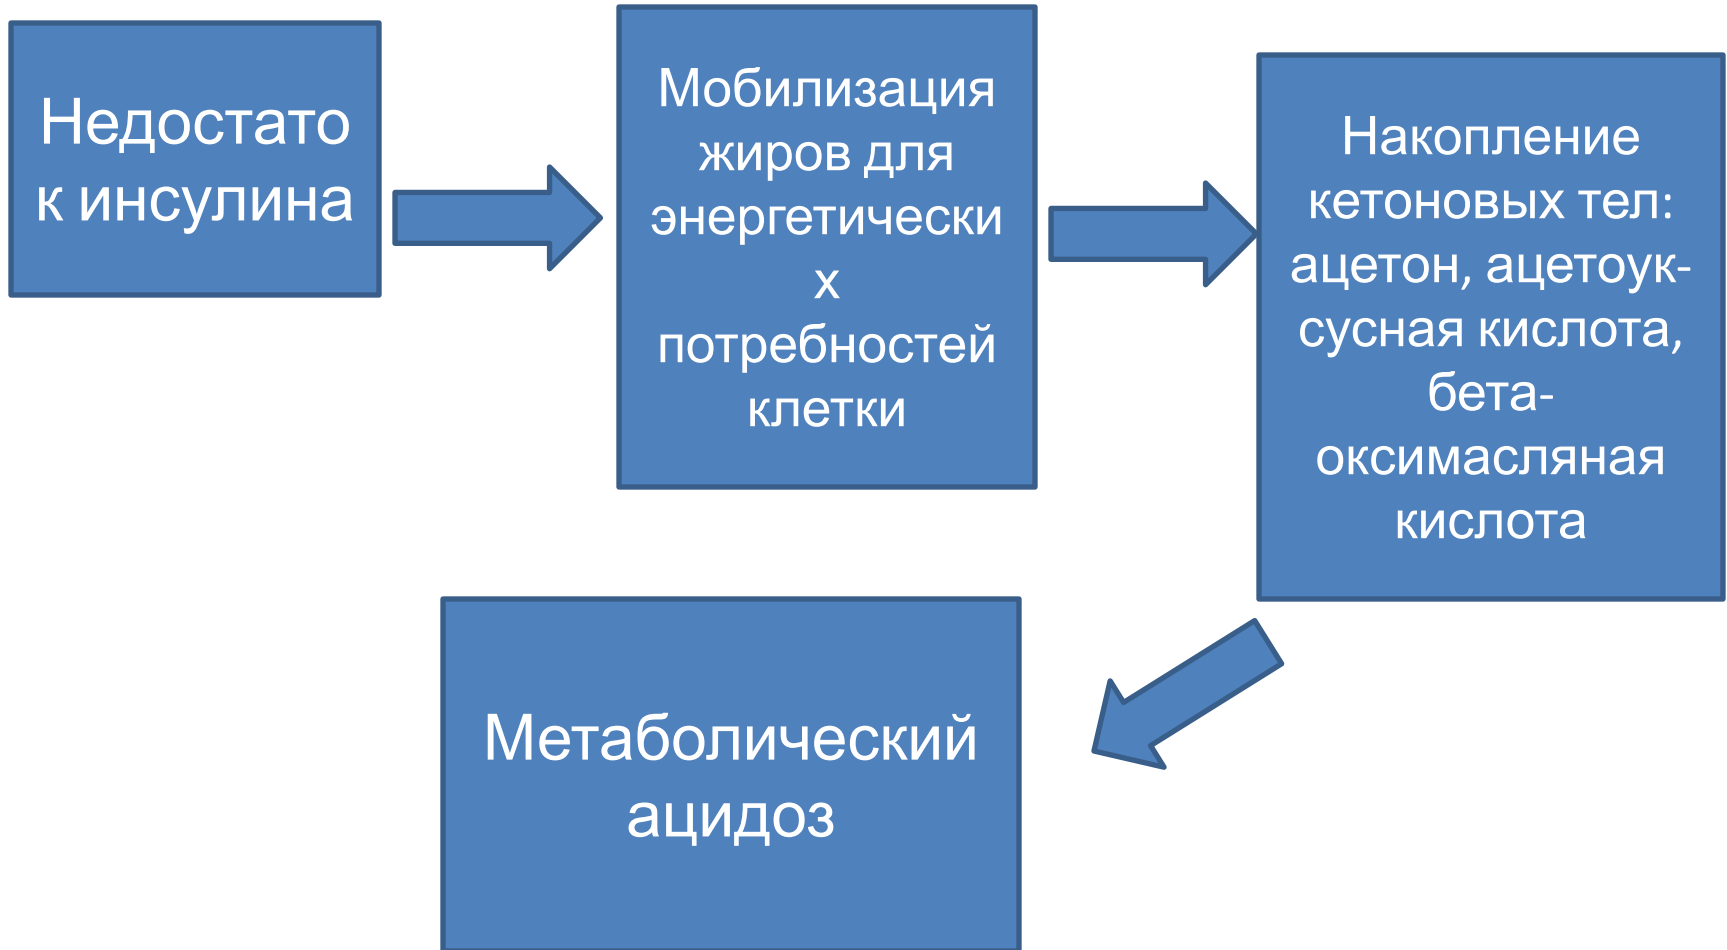 Недостато
к инсулина
Мобилизация
жиров для
энергетически
х
потребностей
клетки
Накопление
кетоновых тел:
ацетон, ацетоук-
сусная кислота,
бета-
оксимасляная
кислота
Метаболический
ацидоз